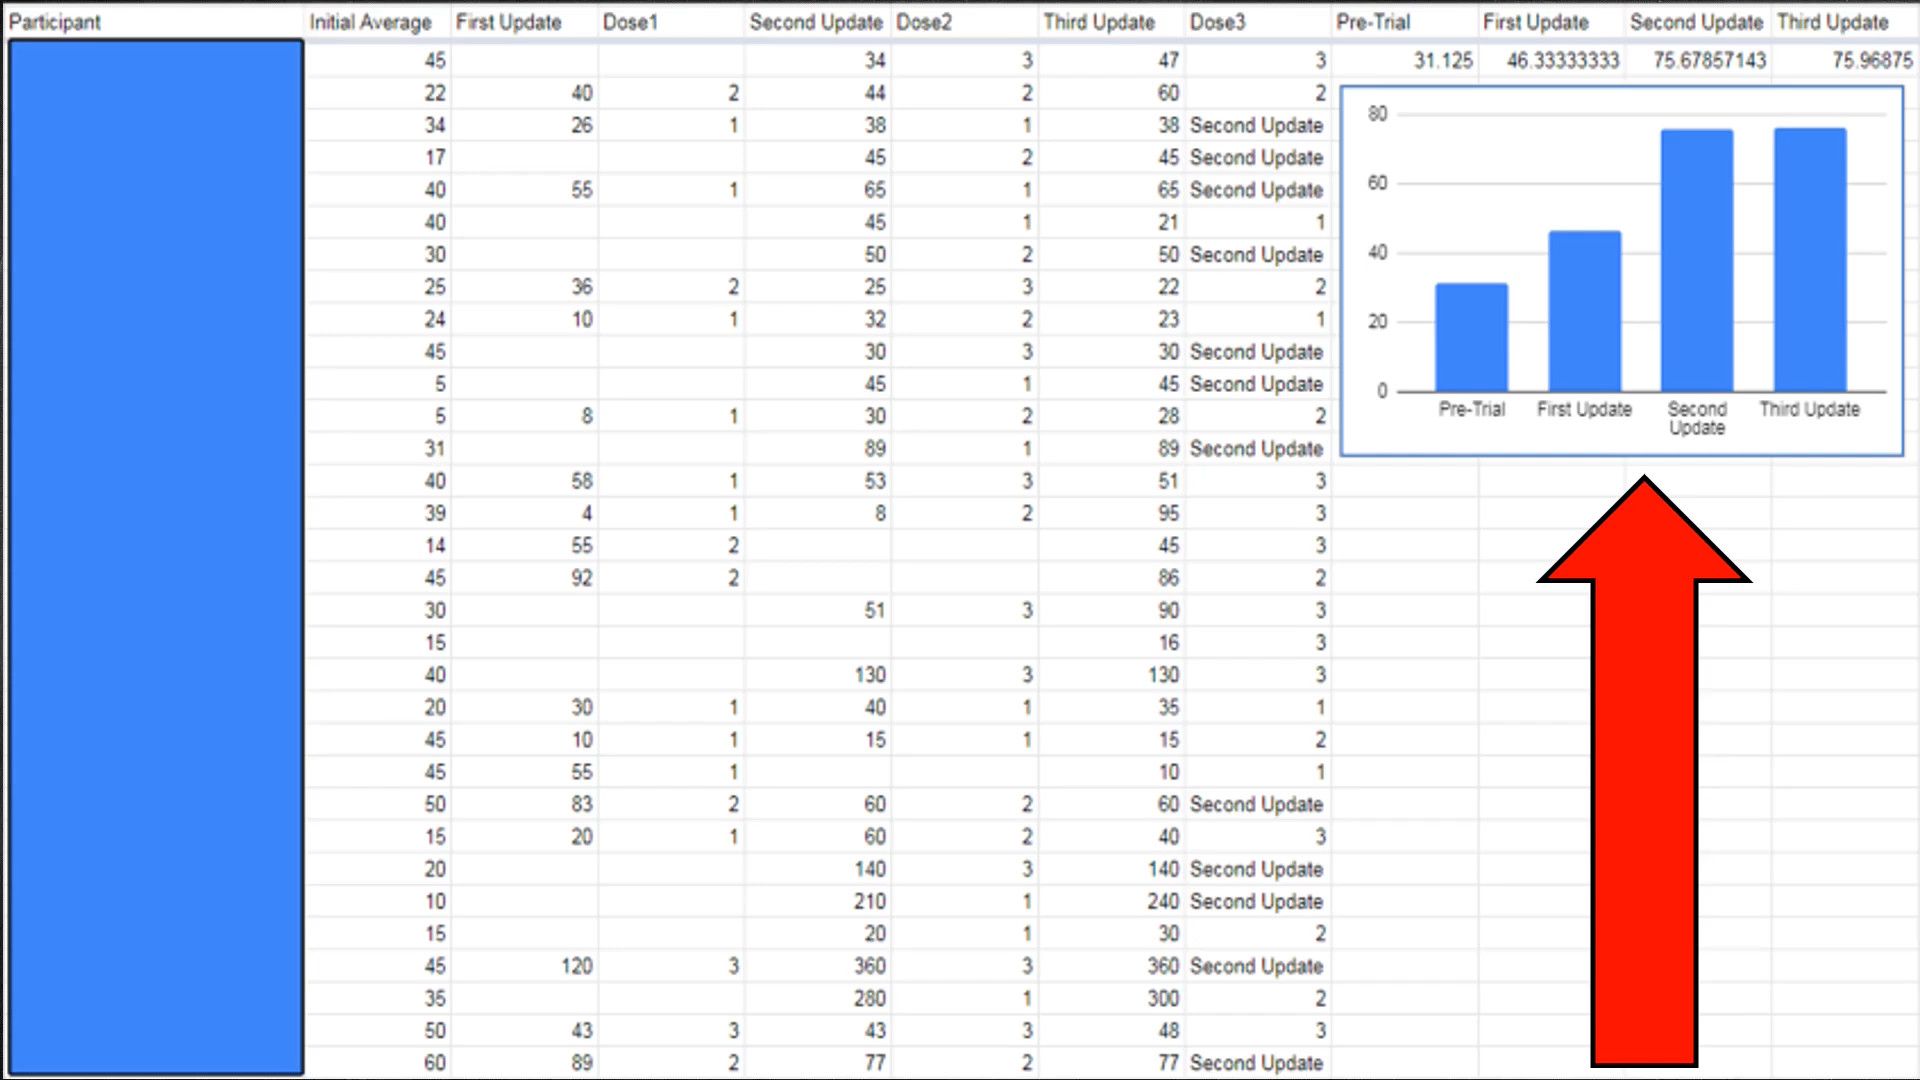 Participant Initial Average First Update Dose1 Second Update Dose2 Third Update Dose3 Pre-Trial First Update Second Update Third Update
45 34 3 47 3 31.125 46.33333333 75.67857143 75.96875
22 40 2 44 2 60 2
34 26 1 38 1 38 Second Update
17 45 2 45 Second Update
40 55 1 65 1 65 Second Update
40 45 1 21 1
30 50 2 50 Second Update
25 36 2 25 3 22 2
24 10 1 32 2 23 1
45 30 3 30 Second Update
5 45 1 45 Second Update
5 8 1 30 2 28 2
31 89 1 89 Second Update
40 58 1 53 3 51 3
39 4 1 8 2 95 3
14 55 2 45 3
45 92 2 86 2
30 51 3 90 3
15 16 3
40 130 3 130 3
20 30 1 40 1 35 1
45 10 1 15 1 15 2
45 55 1 10 1
50 83 2 60 2 60 Second Update
15 20 1 60 2 40 3
20 140 3 140 Second Update
10 210 1 240 Second Update
15 20 1 30 2
45 120 3 360 3 360 Second Update
35 280 1 300 2
50 43 3 43 3 48 3
60 89 2 77 2 77 Second Update
80
60
40
20
0
Pre-Trial First Update Second Third Update
Update